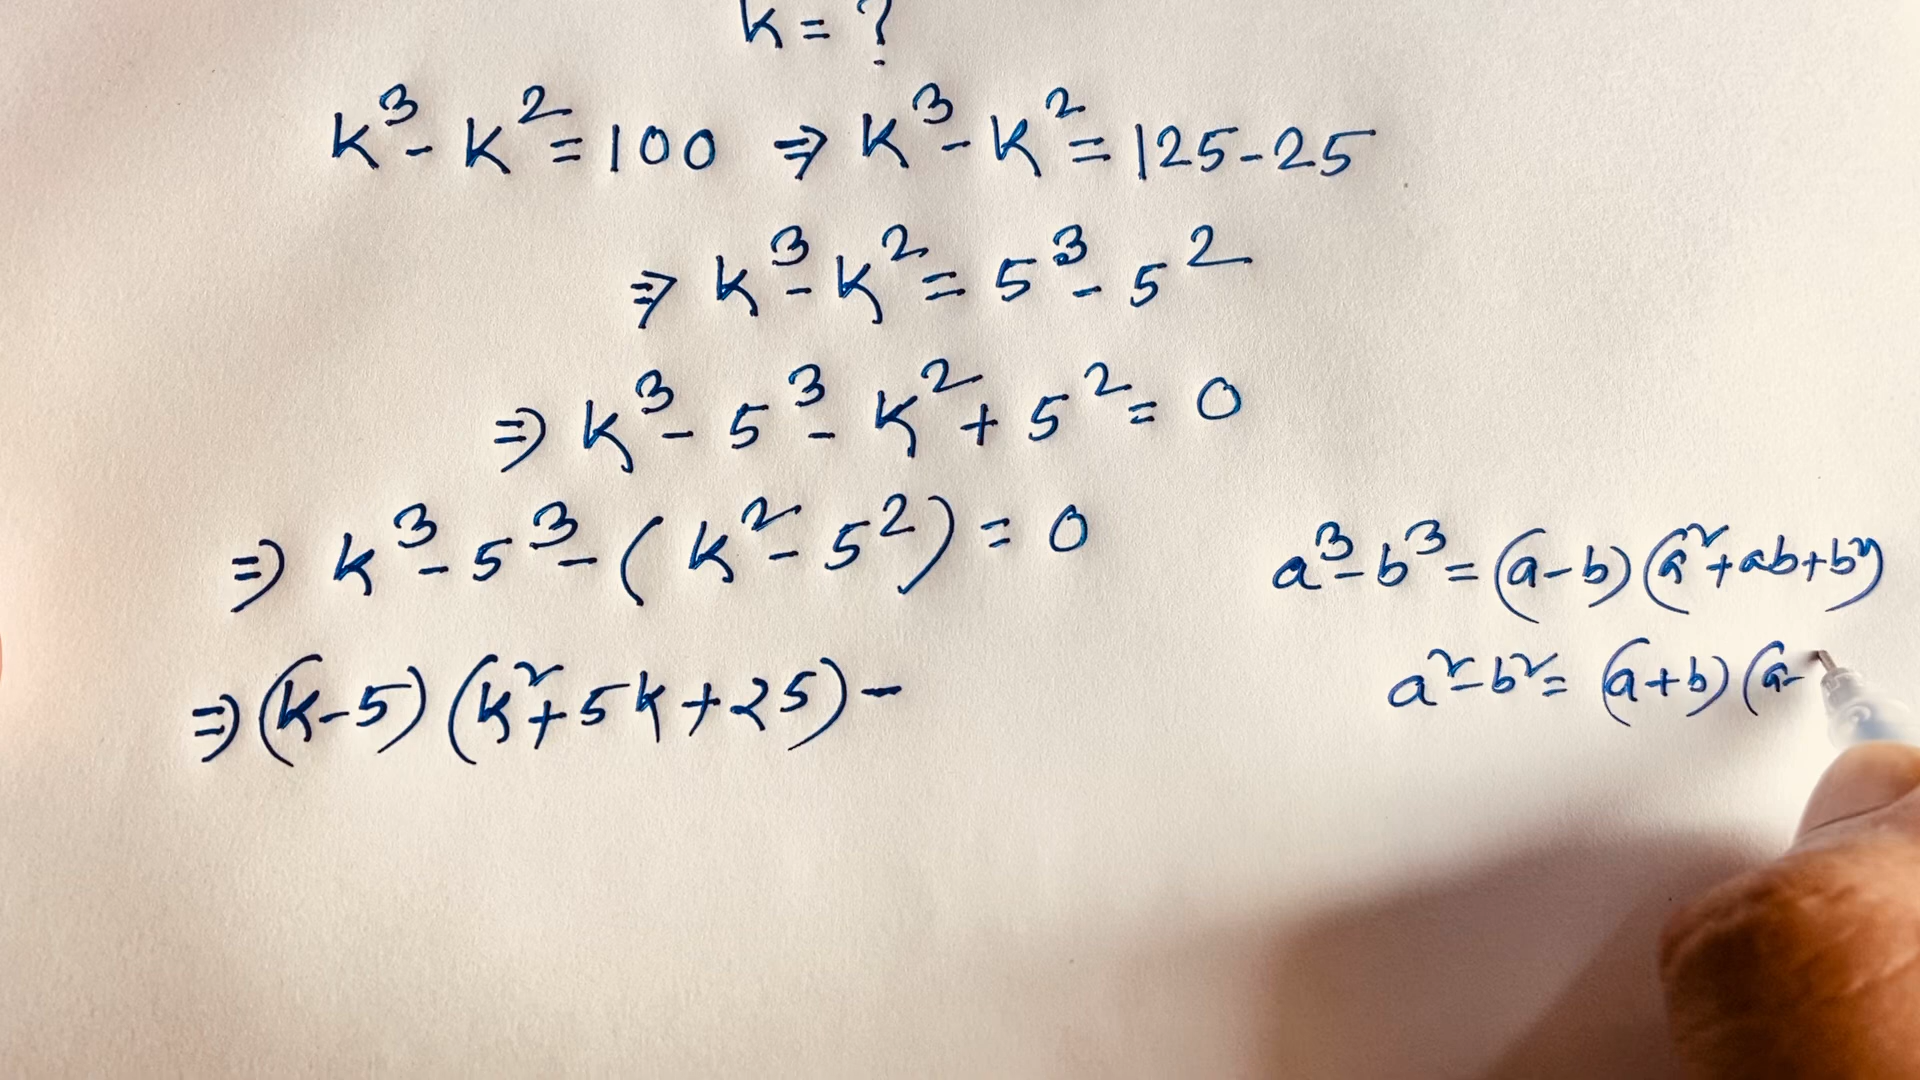 k = ?
k³ - k² = 100 ⇒ k³ - k² = 125 - 25
⇒ k³ - k² = 5³ - 5²
⇒ k³ - 5³ - k² + 5² = 0
⇒ k³ - 5³ - (k² - 5²) = 0
a³ - b³ = (a - b)(a² + ab + b²)
⇒ (k - 5)(k² + 5k + 25) -
a² - b² = (a + b)(a -